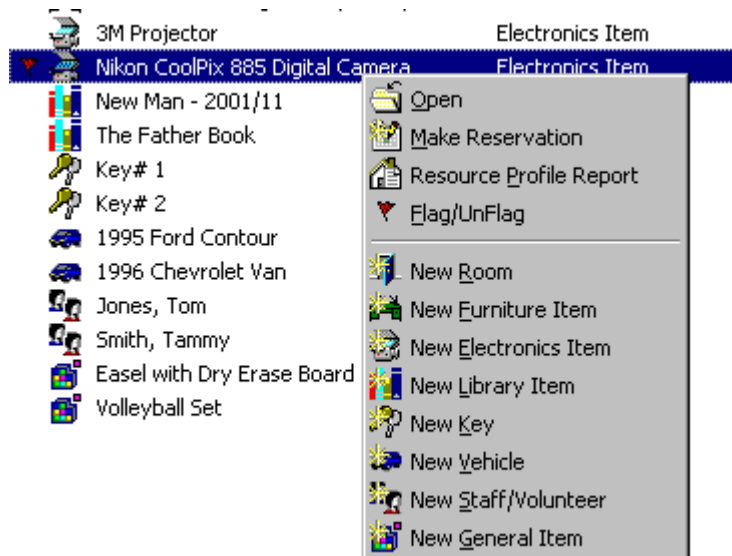 3M Projector Electronics Item
Nikon CoolPix 885 Digital Camera Electronics Item
New Man - 2001/11
The Father Book
Key# 1
Key# 2
1995 Ford Contour
1996 Chevrolet Van
Jones, Tom
Smith, Tammy
Easel with Dry Erase Board
Volleyball Set
Open
Make Reservation
Resource Profile Report
Flag/UnFlag
New Room
New Furniture Item
New Electronics Item
New Library Item
New Key
New Vehicle
New Staff/Volunteer
New General Item